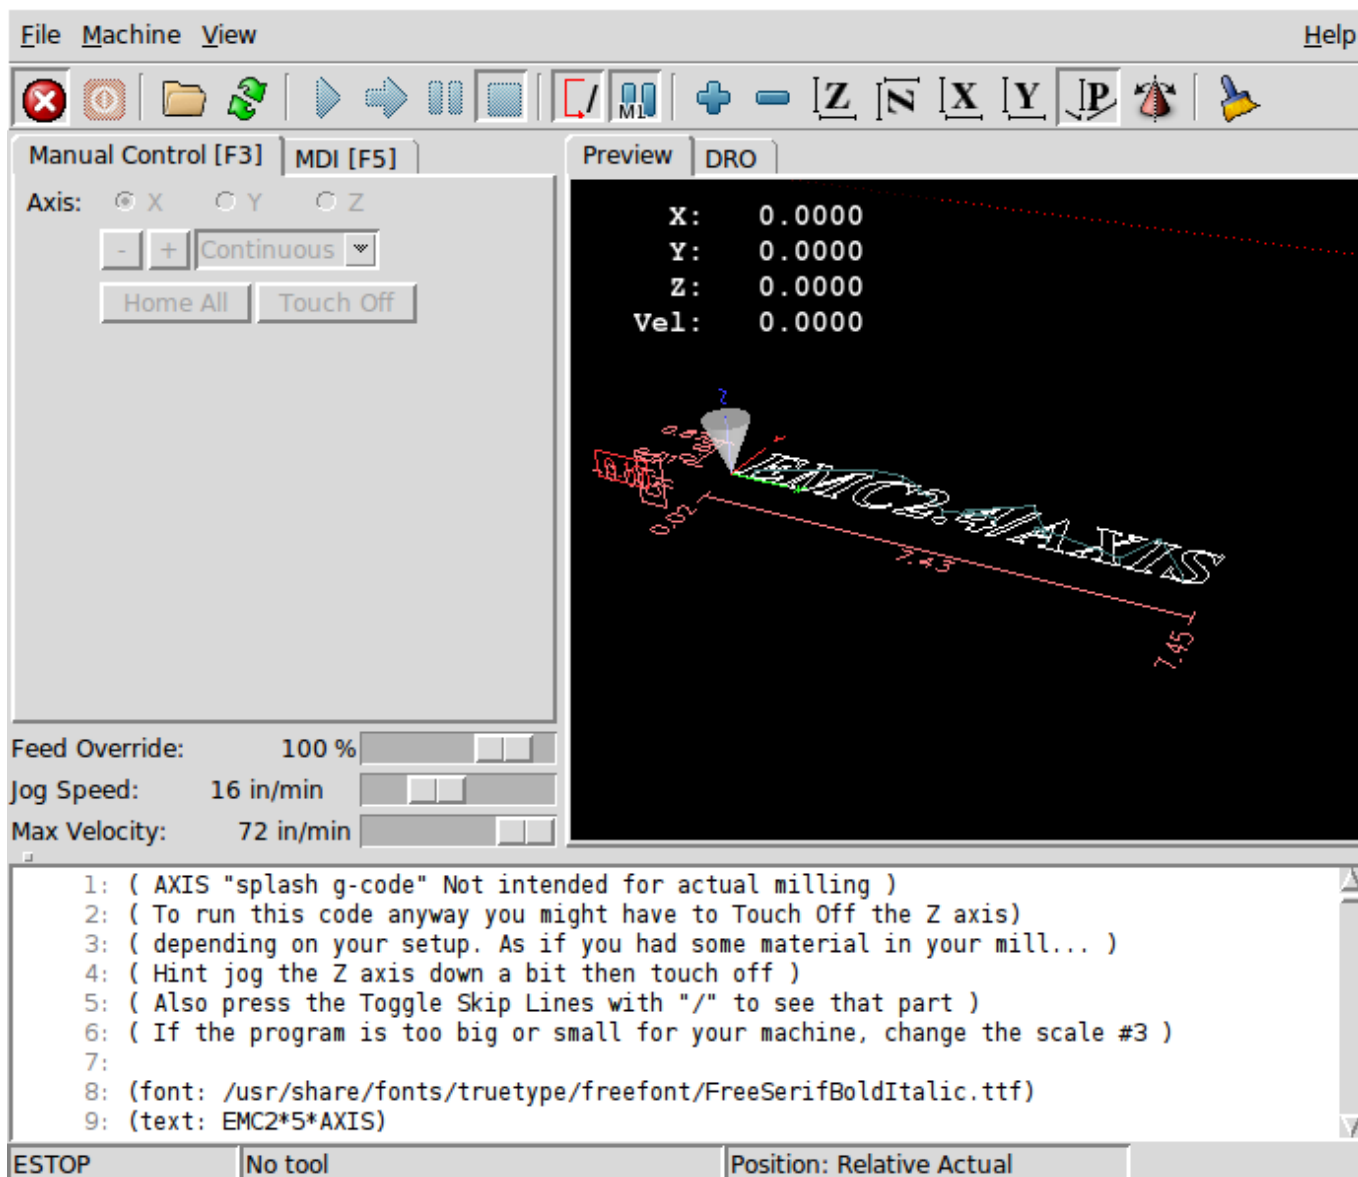 File Machine View Help
M1 Z N X Y P
Manual Control [F3] MDI [F5] Preview DRO
Axis: X Y Z
- + Continuous
Home All Touch Off
X: 0.0000
Y: 0.0000
Z: 0.0000
Vel: 0.0000
Z
EMC2.4/AXIS
0.02
7.43
7.45
Feed Override: 100 %
Jog Speed: 16 in/min
Max Velocity: 72 in/min
1: ( AXIS "splash g-code" Not intended for actual milling )
2: ( To run this code anyway you might have to Touch Off the Z axis)
3: ( depending on your setup. As if you had some material in your mill... )
4: ( Hint jog the Z axis down a bit then touch off )
5: ( Also press the Toggle Skip Lines with "/" to see that part )
6: ( If the program is too big or small for your machine, change the scale #3 )
7:
8: (font: /usr/share/fonts/truetype/freefont/FreeSerifBoldItalic.ttf)
9: (text: EMC2*5*AXIS)
ESTOP No tool Position: Relative Actual